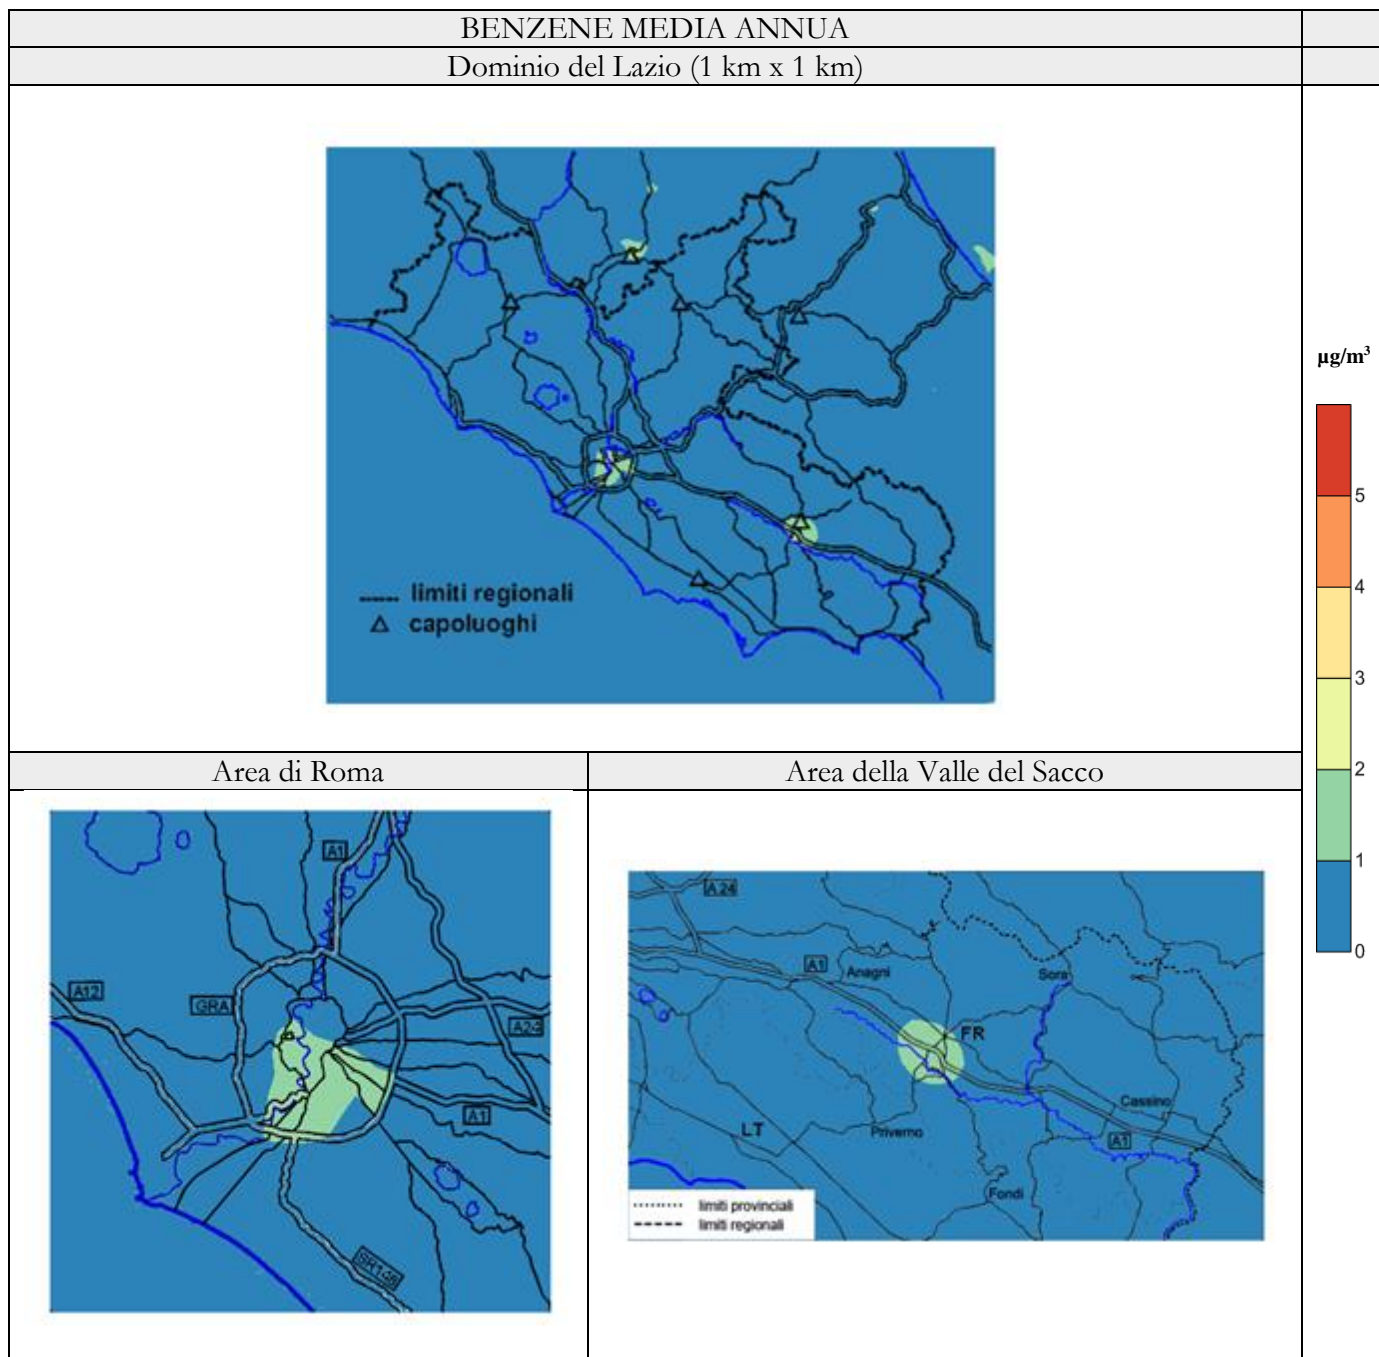 BENZENE MEDIA ANNUA
Dominio del Lazio (1 km x 1 km)
limiti regionali
capoluoghi
µg/m³
5
4
3
2
1
0
Area di Roma
Area della Valle del Sacco
A1
A12
GRA
A24
A1
SR148
A 24
A1
Anagni
Sora
FR
Cassino
LT
Priverno
A1
Fondi
limiti provinciali
limiti regionali